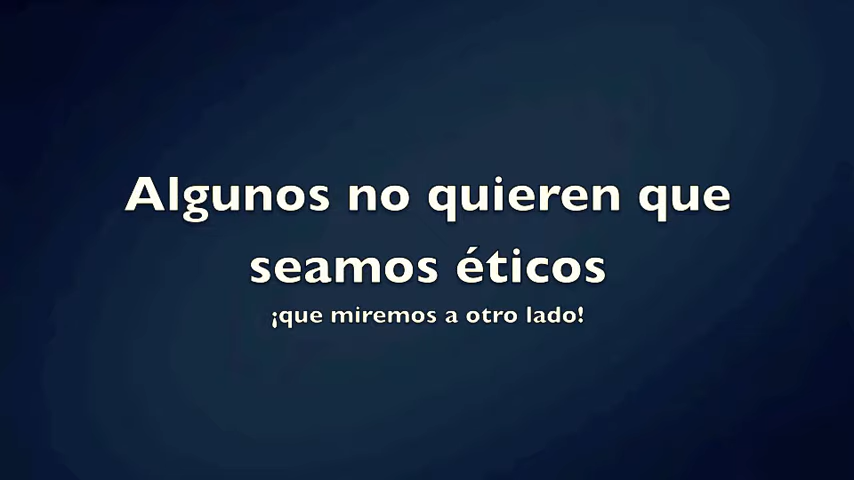 Algunos no quieren que
seamos éticos
¡que miremos a otro lado!